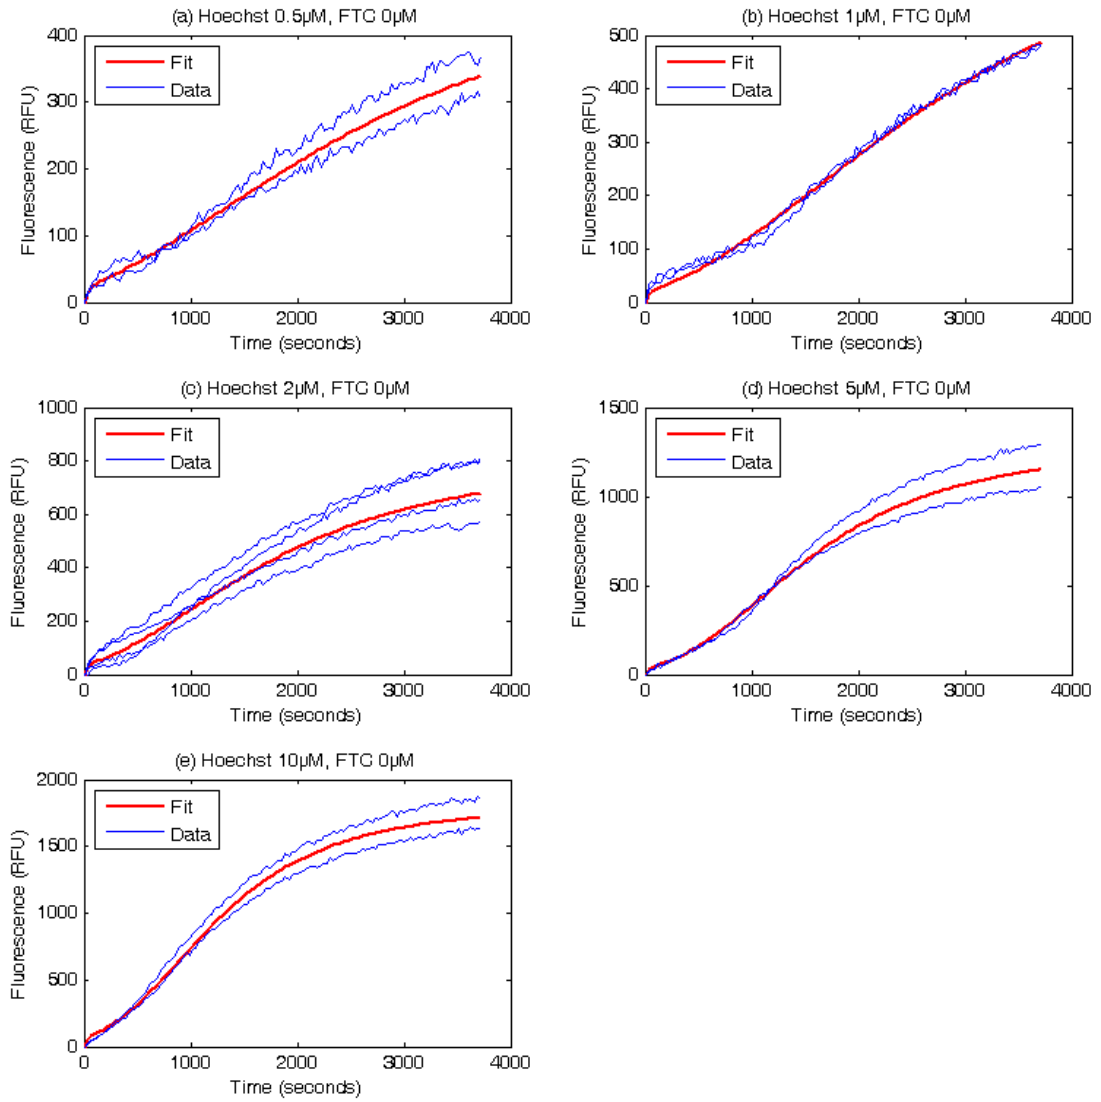 (a) Hoechst 0.5µM, FTC 0µM
400
300
200
100
0
Fluorescence (RFU)
Fit
Data
0 1000 2000 3000 4000
Time (seconds)
(b) Hoechst 1µM, FTC 0µM
500
400
300
200
100
0
Fluorescence (RFU)
Fit
Data
0 1000 2000 3000 4000
Time (seconds)
(c) Hoechst 2µM, FTC 0µM
1000
800
600
400
200
0
Fluorescence (RFU)
Fit
Data
0 1000 2000 3000 4000
Time (seconds)
(d) Hoechst 5µM, FTC 0µM
1500
1000
500
0
Fluorescence (RFU)
Fit
Data
0 1000 2000 3000 4000
Time (seconds)
(e) Hoechst 10µM, FTC 0µM
2000
1500
1000
500
0
Fluorescence (RFU)
Fit
Data
0 1000 2000 3000 4000
Time (seconds)